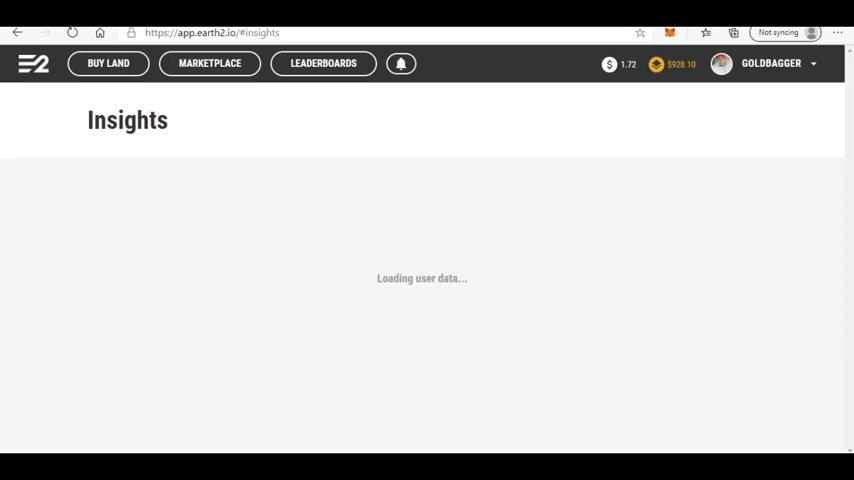 https://app.earth2.io/#insights
Not syncing
E2 BUY LAND MARKETPLACE LEADERBOARDS $ 1.72 $928.10 GOLDBAGGER
Insights
Loading user data...